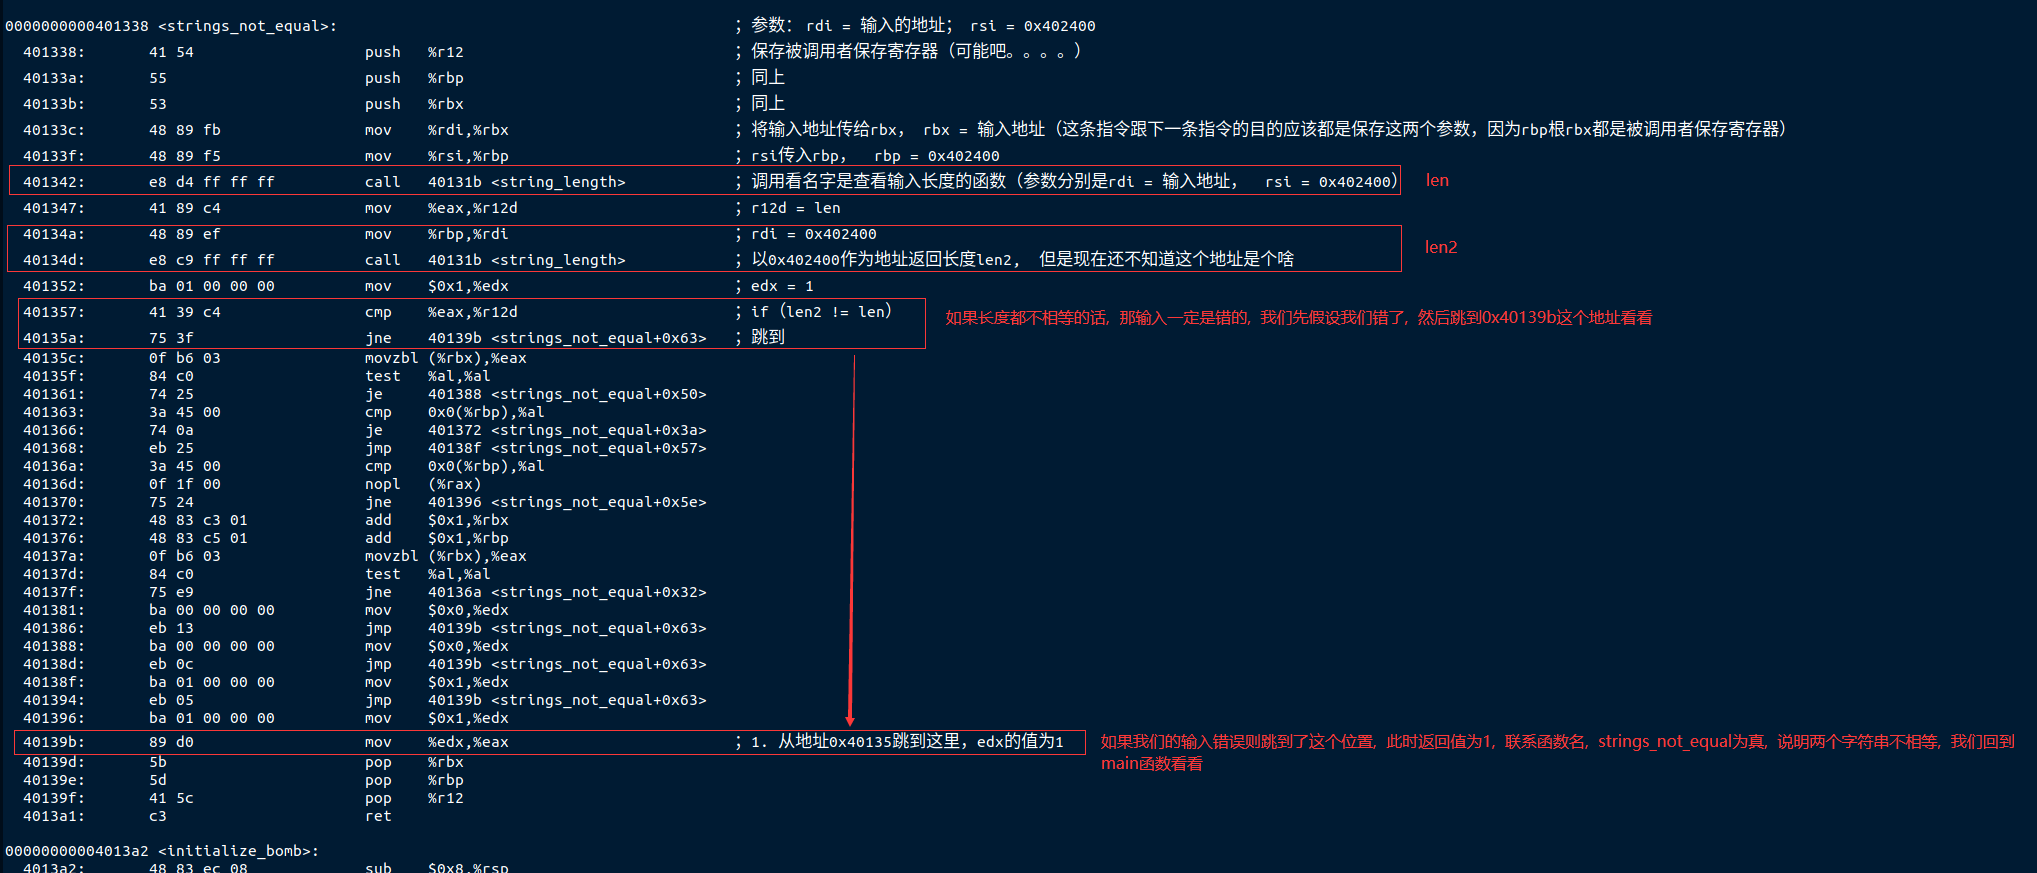 0000000000401338 <strings_not_equal>: ; 参数: rdi = 输入的地址; rsi = 0x402400
401338: 41 54 push %r12 ; 保存被调用者保存寄存器（可能吧。。。。）
40133a: 55 push %rbp ; 同上
40133b: 53 push %rbx ; 同上
40133c: 48 89 fb mov %rdi,%rbx ; 将输入地址传给rbx, rbx = 输入地址（这条指令跟下一条指令的目的应该都是保存这两个参数，因为rbp根rbx都是被调用者保存寄存器）
40133f: 48 89 f5 mov %rsi,%rbp ; rsi传入rbp, rbp = 0x402400
401342: e8 d4 ff ff ff call 40131b <string_length> ; 调用看名字是查看输入长度的函数（参数分别是rdi = 输入地址, rsi = 0x402400） len
401347: 41 89 c4 mov %eax,%r12d ; r12d = len
40134a: 48 89 ef mov %rbp,%rdi ; rdi = 0x402400
len2
40134d: e8 c9 ff ff ff call 40131b <string_length> ; 以0x402400作为地址返回长度len2, 但是现在还不知道这个地址是个啥
401352: ba 01 00 00 00 mov $0x1,%edx ; edx = 1
401357: 41 39 c4 cmp %eax,%r12d ; if（len2 != len）
如果长度都不相等的话，那输入一定是错的，我们先假设我们错了，然后跳到0x40139b这个地址看看
40135a: 75 3f jne 40139b <strings_not_equal+0x63> ; 跳到
40135c: 0f b6 03 movzbl (%rbx),%eax
40135f: 84 c0 test %al,%al
401361: 74 25 je 401388 <strings_not_equal+0x50>
401363: 3a 45 00 cmp 0x0(%rbp),%al
401366: 74 0a je 401372 <strings_not_equal+0x3a>
401368: eb 25 jmp 40138f <strings_not_equal+0x57>
40136a: 3a 45 00 cmp 0x0(%rbp),%al
40136d: 0f 1f 00 nopl (%rax)
401370: 75 24 jne 401396 <strings_not_equal+0x5e>
401372: 48 83 c3 01 add $0x1,%rbx
401376: 48 83 c5 01 add $0x1,%rbp
40137a: 0f b6 03 movzbl (%rbx),%eax
40137d: 84 c0 test %al,%al
40137f: 75 e9 jne 40136a <strings_not_equal+0x32>
401381: ba 00 00 00 00 mov $0x0,%edx
401386: eb 13 jmp 40139b <strings_not_equal+0x63>
401388: ba 00 00 00 00 mov $0x0,%edx
40138d: eb 0c jmp 40139b <strings_not_equal+0x63>
40138f: ba 01 00 00 00 mov $0x1,%edx
401394: eb 05 jmp 40139b <strings_not_equal+0x63>
401396: ba 01 00 00 00 mov $0x1,%edx
40139b: 89 d0 mov %edx,%eax ; 1. 从地址0x40135跳到这里，edx的值为1 如果我们的输入错误则跳到了这个位置，此时返回值为1，联系函数名，strings_not_equal为真，说明两个字符串不相等，我们回到
main函数看看
40139d: 5b pop %rbx
40139e: 5d pop %rbp
40139f: 41 5c pop %r12
4013a1: c3 ret
00000000004013a2 <initialize_bomb>:
4013a2: 48 83 ec 08 sub $0x8,%rsp